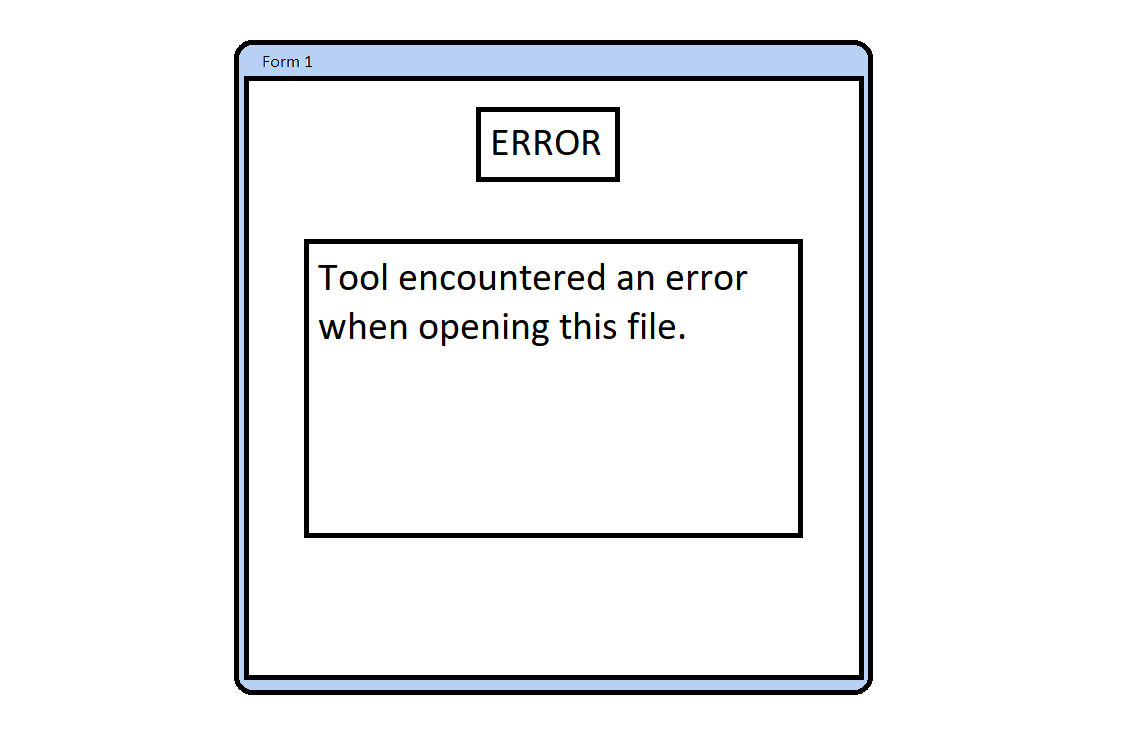 Form 1
ERROR
Tool encountered an error
when opening this file.